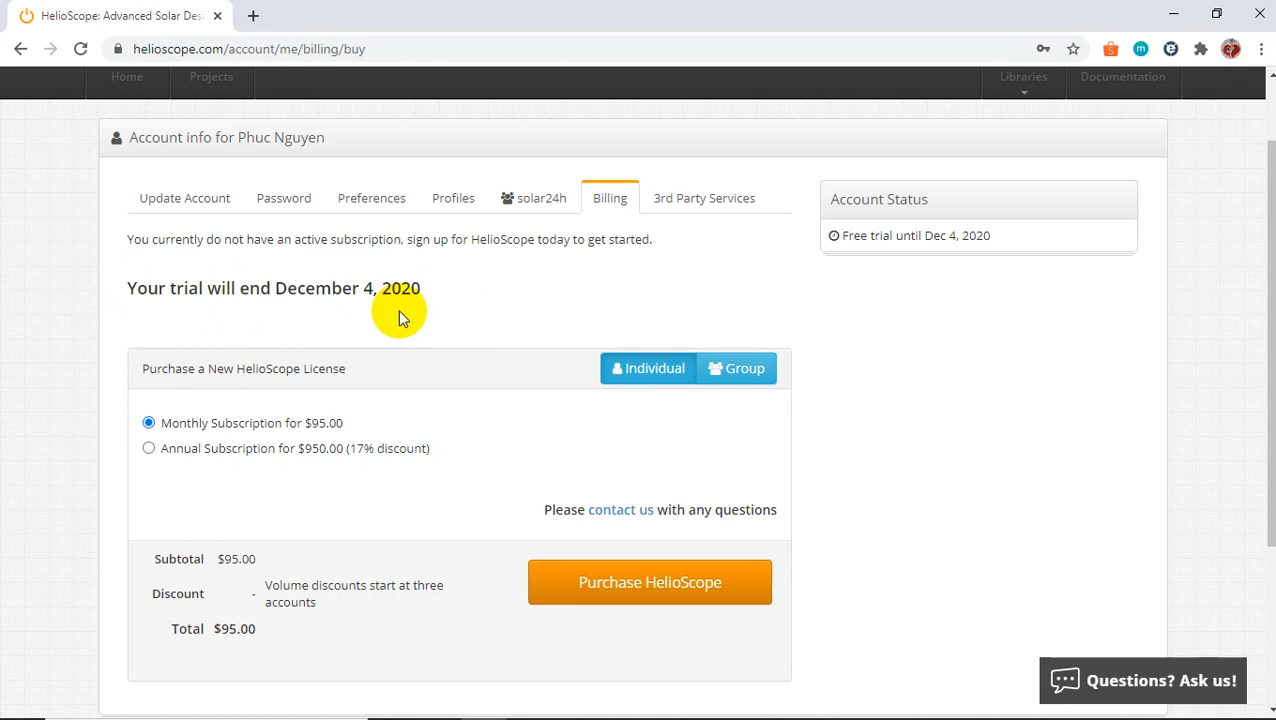 HelioScope: Advanced Solar Des
helioscope.com/account/me/billing/buy
Home Projects Libraries Documentation
Account info for Phuc Nguyen
Update Account Password Preferences Profiles solar24h Billing 3rd Party Services
You currently do not have an active subscription, sign up for HelioScope today to get started.
Your trial will end December 4, 2020
Account Status
Free trial until Dec 4, 2020
Purchase a New HelioScope License
Individual Group
Monthly Subscription for $95.00
Annual Subscription for $950.00 (17% discount)
Please contact us with any questions
Subtotal $95.00
Discount - Volume discounts start at three
accounts
Total $95.00
Purchase HelioScope
Questions? Ask us!